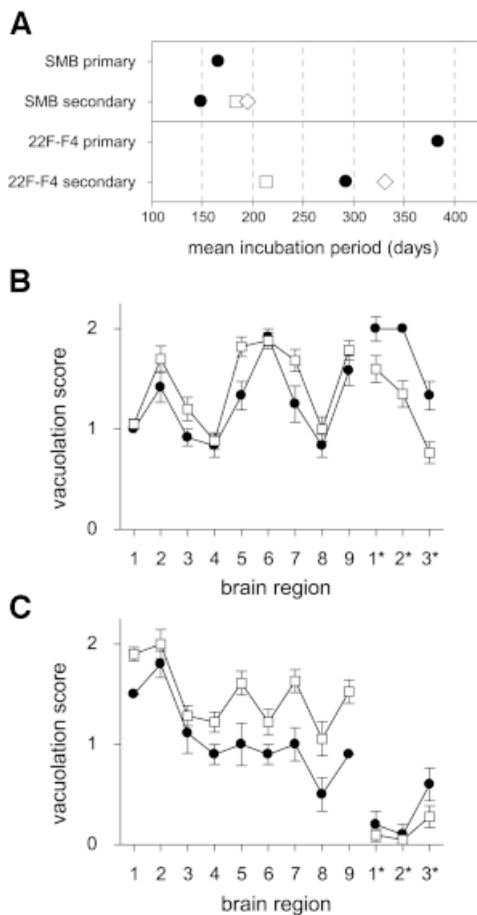 A
SMB primary
SMB secondary
22F-F4 primary
22F-F4 secondary
100 150 200 250 300 350 400
mean incubation period (days)
B
vacuolation score
2
1
0
1 2 3 4 5 6 7 8 9 1* 2* 3*
brain region
C
vacuolation score
2
1
0
1 2 3 4 5 6 7 8 9 1* 2* 3*
brain region